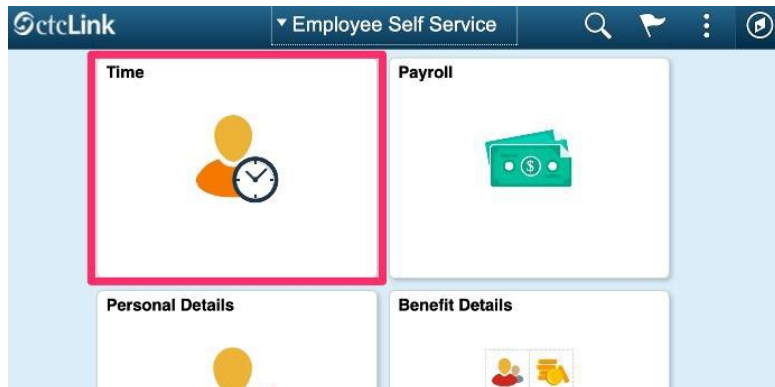 ctcLink
Employee Self Service
Time
Payroll
$
Personal Details
Benefit Details